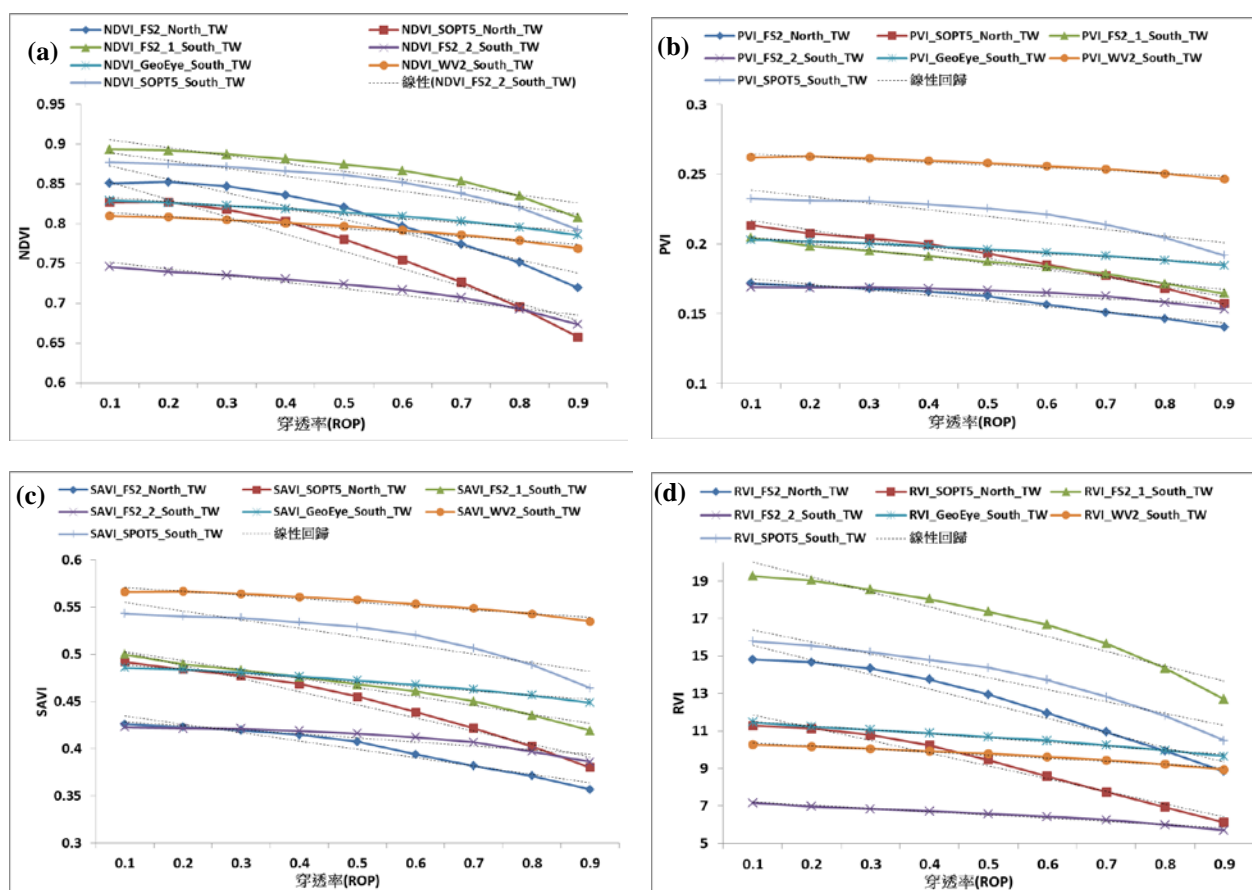 (a)
NDVI_FS2_North_TW NDVI_SOPT5_North_TW
NDVI_FS2_1_South_TW NDVI_FS2_2_South_TW
NDVI_GeoEye_South_TW NDVI_WV2_South_TW
NDVI_SOPT5_South_TW 線性(NDVI_FS2_2_South_TW)
0.95
0.9
0.85
0.8
0.75
0.7
0.65
0.6
NDVI
0.1 0.2 0.3 0.4 0.5 0.6 0.7 0.8 0.9
穿透率(ROP)
(b)
PVI_FS2_North_TW PVI_SOPT5_North_TW PVI_FS2_1_South_TW
PVI_FS2_2_South_TW PVI_GeoEye_South_TW PVI_WV2_South_TW
PVI_SPOT5_South_TW 線性回歸
0.3
0.25
0.2
0.15
0.1
PVI
0.1 0.2 0.3 0.4 0.5 0.6 0.7 0.8 0.9
穿透率(ROP)
(c)
SAVI_FS2_North_TW SAVI_SOPT5_North_TW SAVI_FS2_1_South_TW
SAVI_FS2_2_South_TW SAVI_GeoEye_South_TW SAVI_WV2_South_TW
SAVI_SPOT5_South_TW 線性回歸
0.6
0.55
0.5
0.45
0.4
0.35
0.3
SAVI
0.1 0.2 0.3 0.4 0.5 0.6 0.7 0.8 0.9
穿透率(ROP)
(d)
RVI_FS2_North_TW RVI_SOPT5_North_TW RVI_FS2_1_South_TW
RVI_FS2_2_South_TW RVI_GeoEye_South_TW RVI_WV2_South_TW
RVI_SPOT5_South_TW 線性回歸
19
17
15
13
11
9
7
5
RVI
0.1 0.2 0.3 0.4 0.5 0.6 0.7 0.8 0.9
穿透率(ROP)